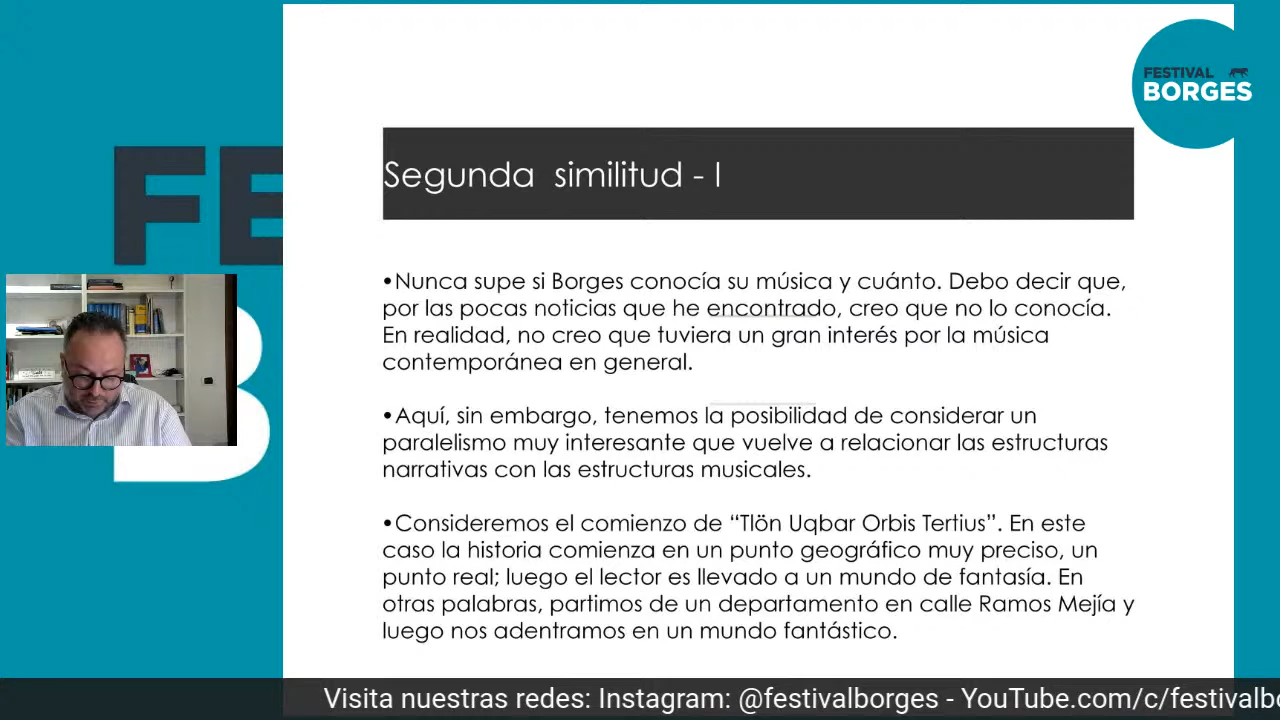 FESTIVAL
BORGES
FE
B
Segunda similitud - I
•Nunca supe si Borges conocía su música y cuánto. Debo decir que,
por las pocas noticias que he encontrado, creo que no lo conocía.
En realidad, no creo que tuviera un gran interés por la música
contemporánea en general.
•Aquí, sin embargo, tenemos la posibilidad de considerar un
paralelismo muy interesante que vuelve a relacionar las estructuras
narrativas con las estructuras musicales.
•Consideremos el comienzo de “Tlön Uqbar Orbis Tertius”. En este
caso la historia comienza en un punto geográfico muy preciso, un
punto real; luego el lector es llevado a un mundo de fantasía. En
otras palabras, partimos de un departamento en calle Ramos Mejía y
luego nos adentramos en un mundo fantástico.
Visita nuestras redes: Instagram: @festivalborges - YouTube.com/c/festivalbo